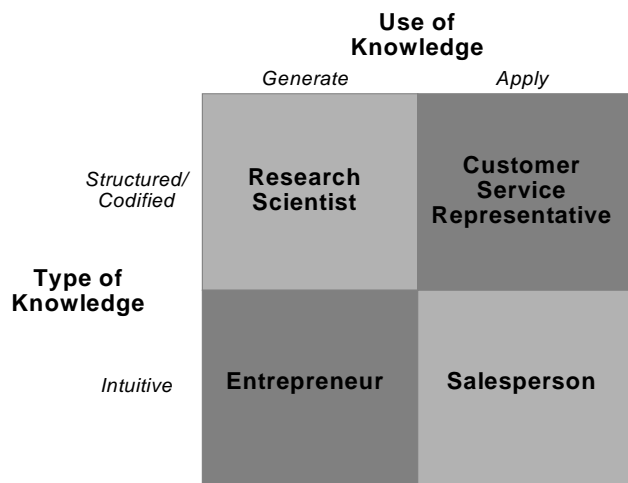 Use of
Knowledge
Generate
Apply
Structured/
Codified
Research
Scientist
Customer
Service
Representative
Type of
Knowledge
Intuitive
Entrepreneur
Salesperson